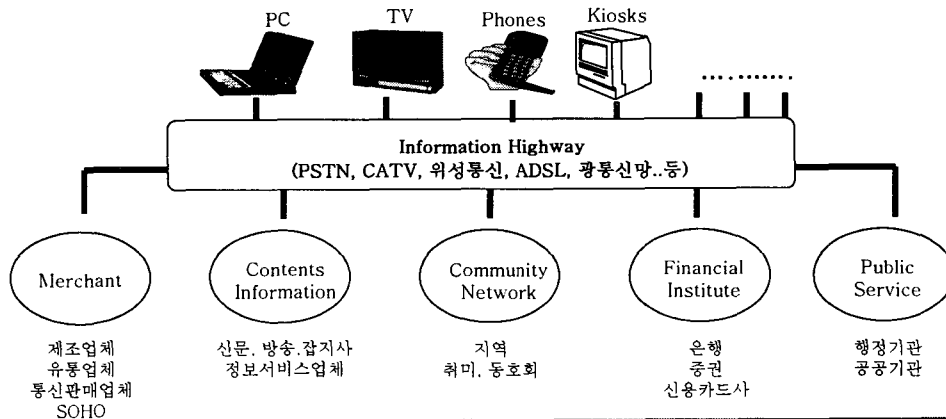 PC TV Phones Kiosks
Information Highway
(PSTN, CATV, 위성통신, ADSL, 광통신망..등)
Merchant
Contents
Information
Community
Network
Financial
Institute
Public
Service
제조업체
유통업체
통신판매업체
SOHO
신문, 방송,잡지사
정보서비스업체
지역
취미, 동호회
은행
증권
신용카드사
행정기관
공공기관